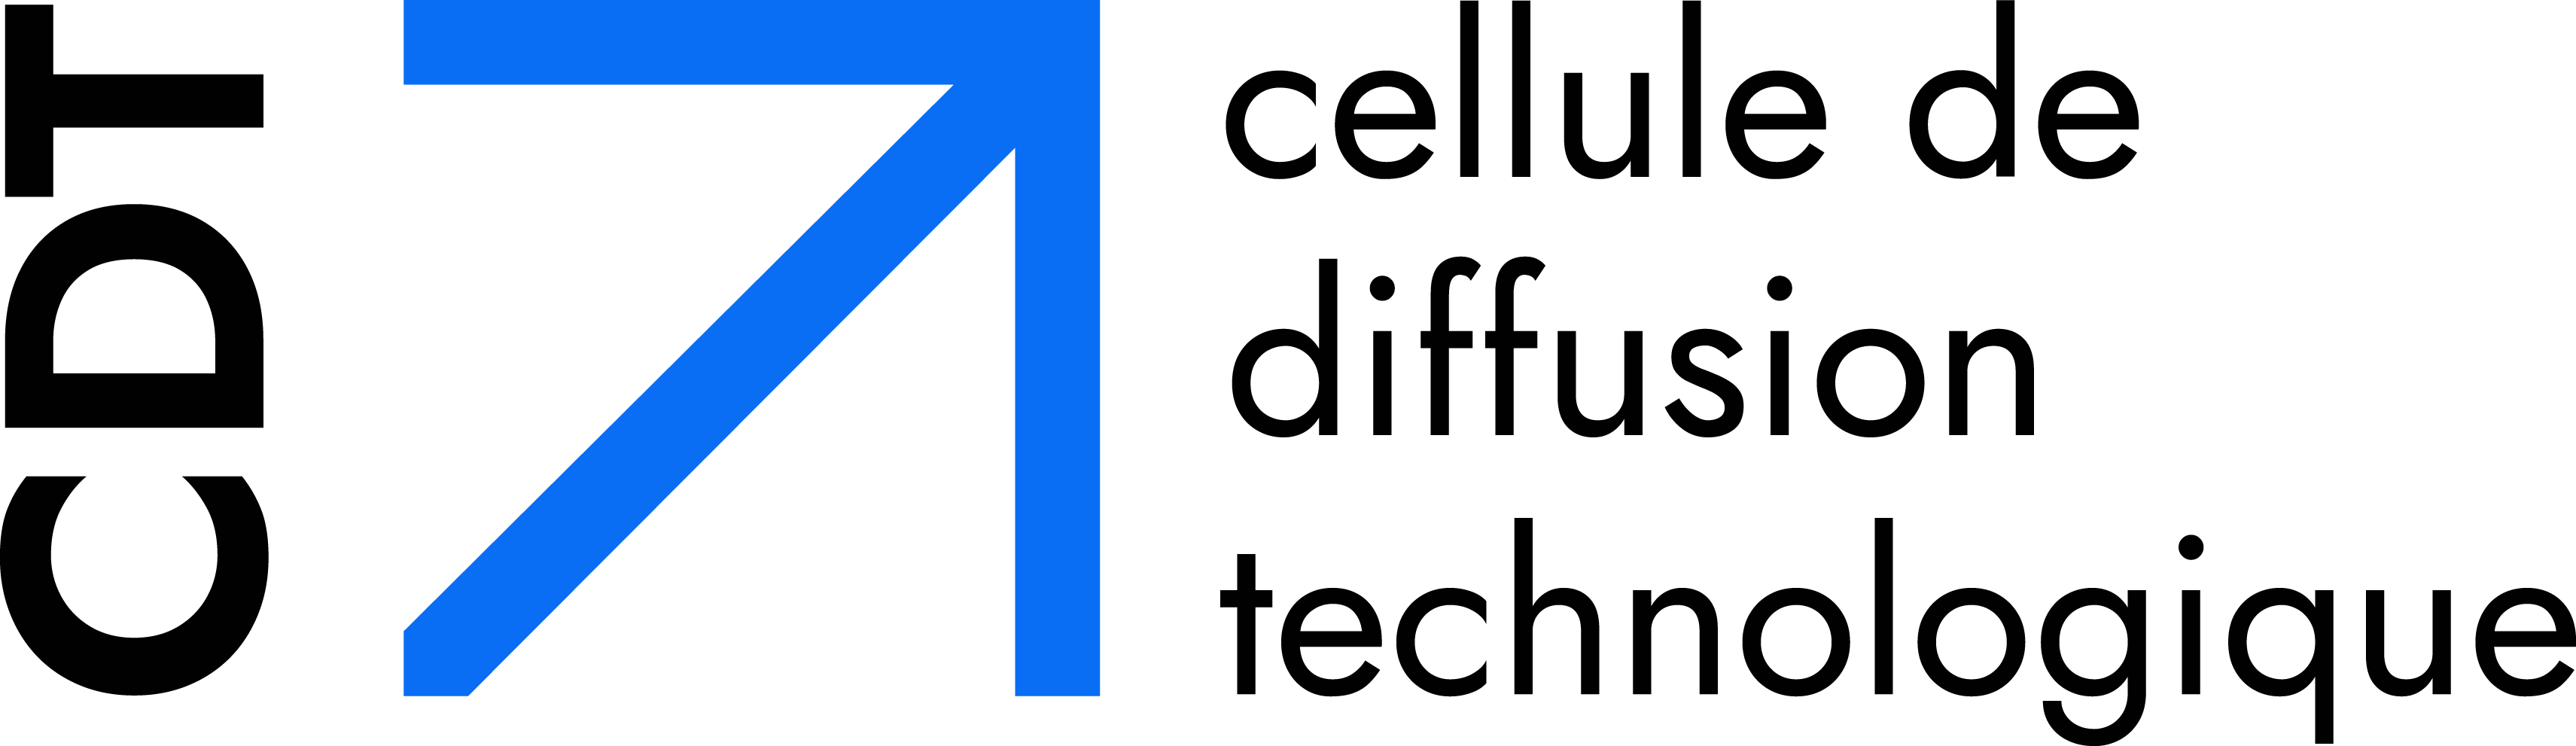 CDT
cellule de
diffusion
technologique